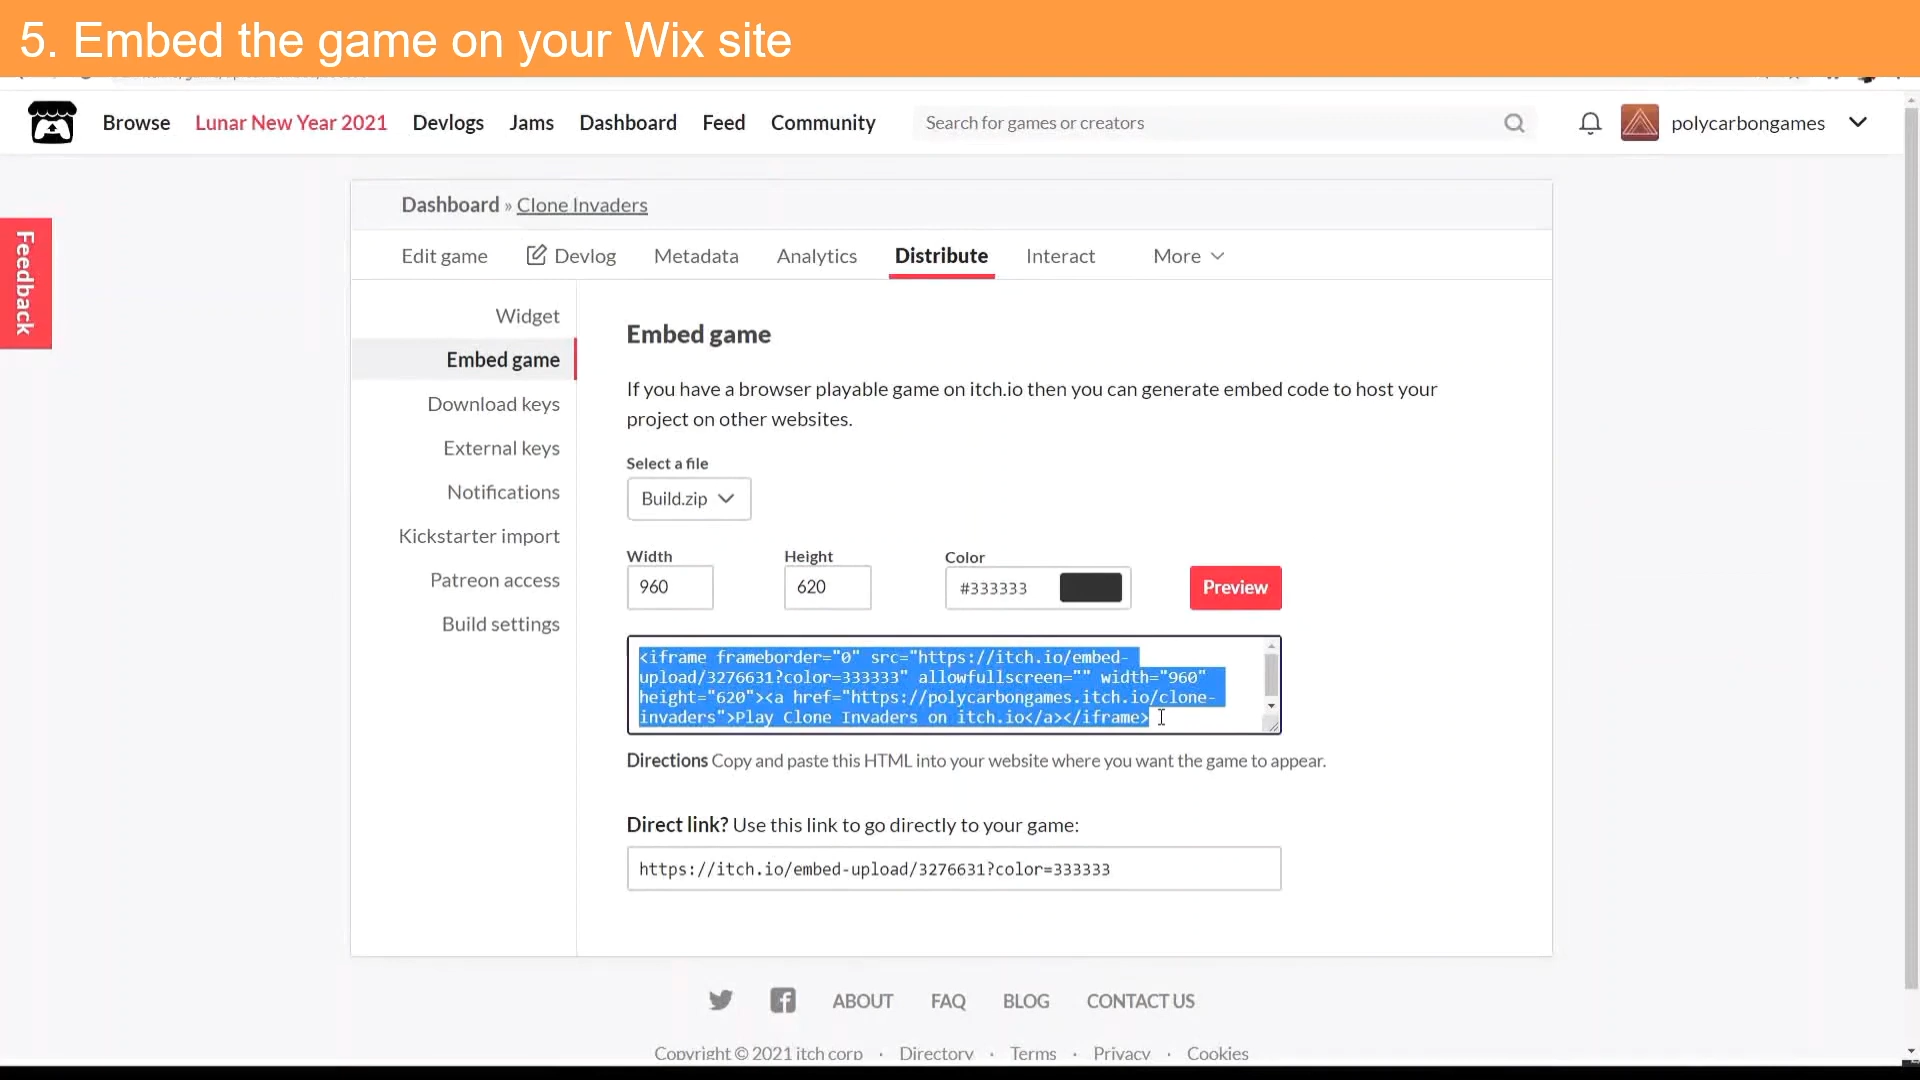 5. Embed the game on your Wix site
Browse Lunar New Year 2021 Devlogs Jams Dashboard Feed Community Search for games or creators polycarbongames
Feedback
Dashboard » Clone Invaders
Edit game Devlog Metadata Analytics Distribute Interact More
Widget
Embed game
Download keys
External keys
Notifications
Kickstarter import
Patreon access
Build settings
Embed game
If you have a browser playable game on itch.io then you can generate embed code to host your
project on other websites.
Select a file
Build.zip
Width Height Color
960 620 #333333 Preview
<iframe frameborder="0" src="https://itch.io/embed-
upload/3276631?color=333333" allowfullscreen="" width="960"
height="620"><a href="https://polycarbongames.itch.io/clone-
invaders">Play Clone Invaders on itch.io</a></iframe>
Directions Copy and paste this HTML into your website where you want the game to appear.
Direct link? Use this link to go directly to your game:
https://itch.io/embed-upload/3276631?color=333333
ABOUT FAQ BLOG CONTACT US
Copyright © 2021 itch corp · Directory · Terms · Privacy · Cookies